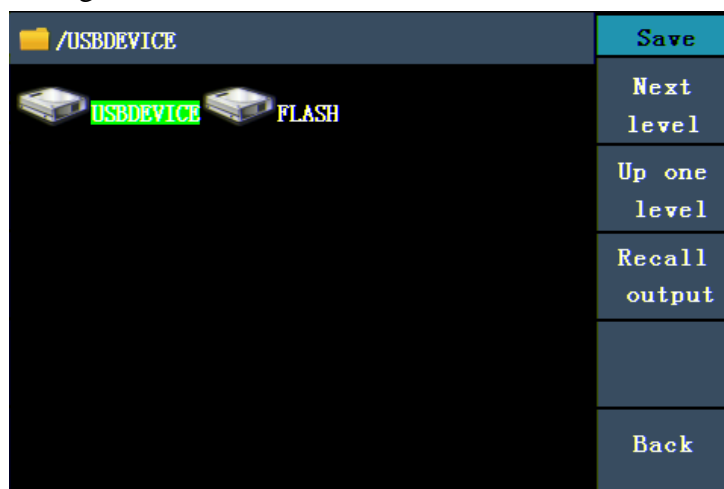 /USBDEVICE
USBDEVICE FLASH
Save
Next
level
Up one
level
Recall
output
Back